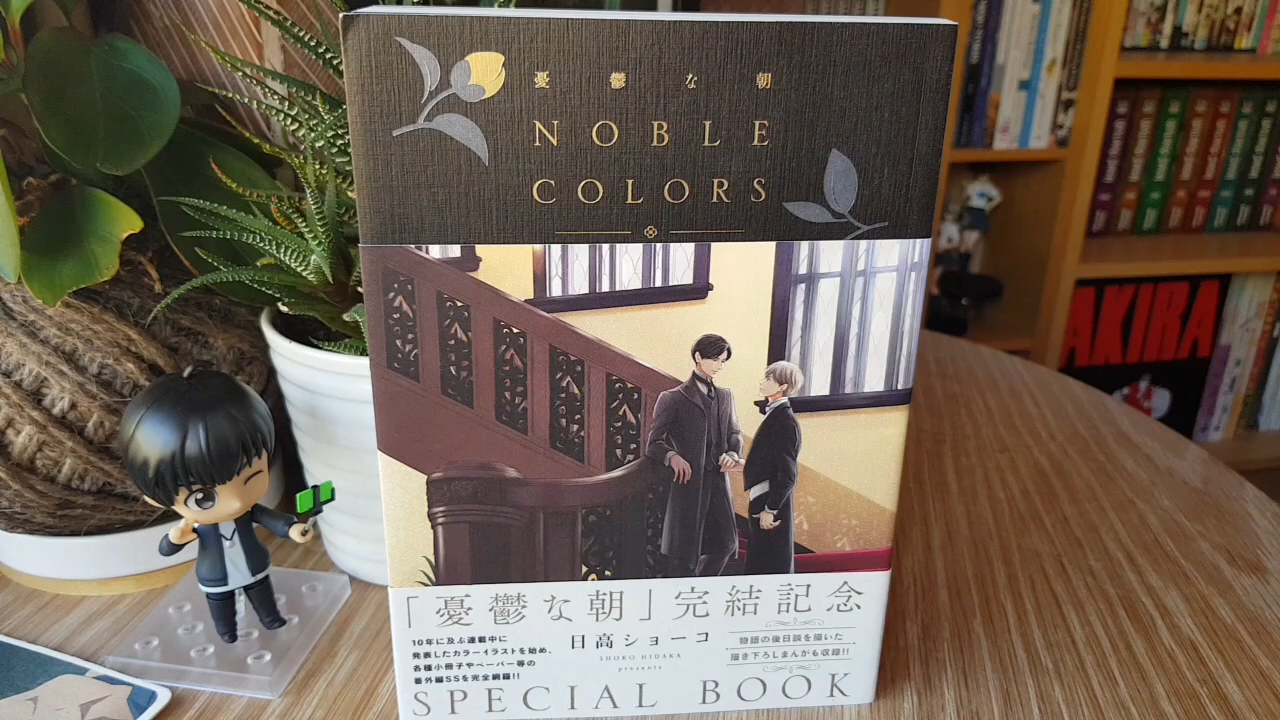 憂鬱な朝
NOBLE
COLORS
「憂鬱な朝」完結記念
10年に及ぶ連載中に
発表したカラーイラストを始め、
各種小冊子やペーパー等の
番外編SSを完全網羅!!
日高ショーコ
SHOKO HIDAKA
presents
物語の後日談を描いた
描き下ろしまんがも収録!!
SPECIAL BOOK
AKIRA